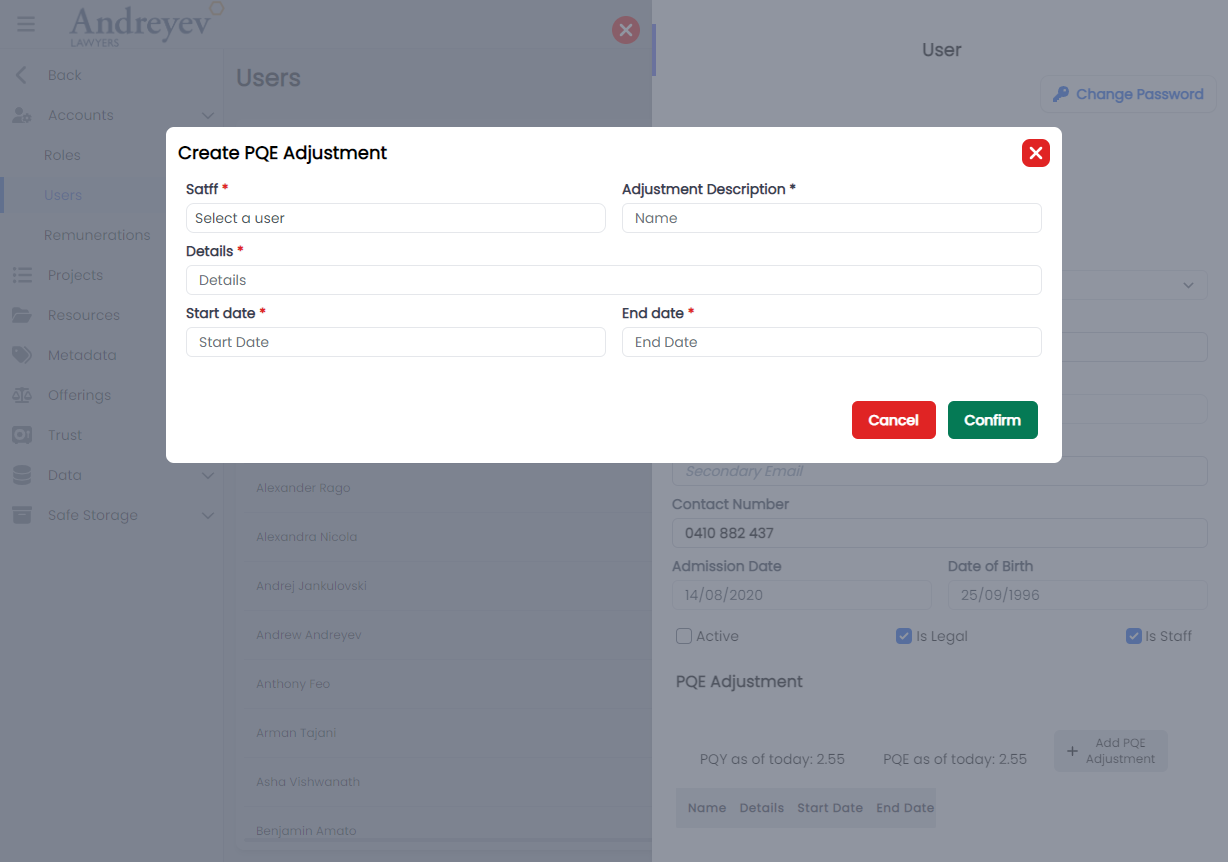 Andreyev
LAWYERS
Back
Accounts
Roles
Users
Remunerations
Projects
Resources
Metadata
Offerings
Trust
Data
Safe Storage
Users
Alexander Rago
Alexandra Nicola
Andrej Jankulovski
Andrew Andreyev
Anthony Feo
Arman Tajani
Asha Vishwanath
Benjamin Amato
User
Change Password
Create PQE Adjustment
Satff *
Adjustment Description *
Select a user
Name
Details *
Details
Start date *
End date *
Start Date
End Date
Cancel
Confirm
Secondary Email
Contact Number
0410 882 437
Admission Date
Date of Birth
14/08/2020
25/09/1996
Active
Is Legal
Is Staff
PQE Adjustment
PQY as of today: 2.55
PQE as of today: 2.55
Add PQE
Adjustment
Name Details Start Date End Date